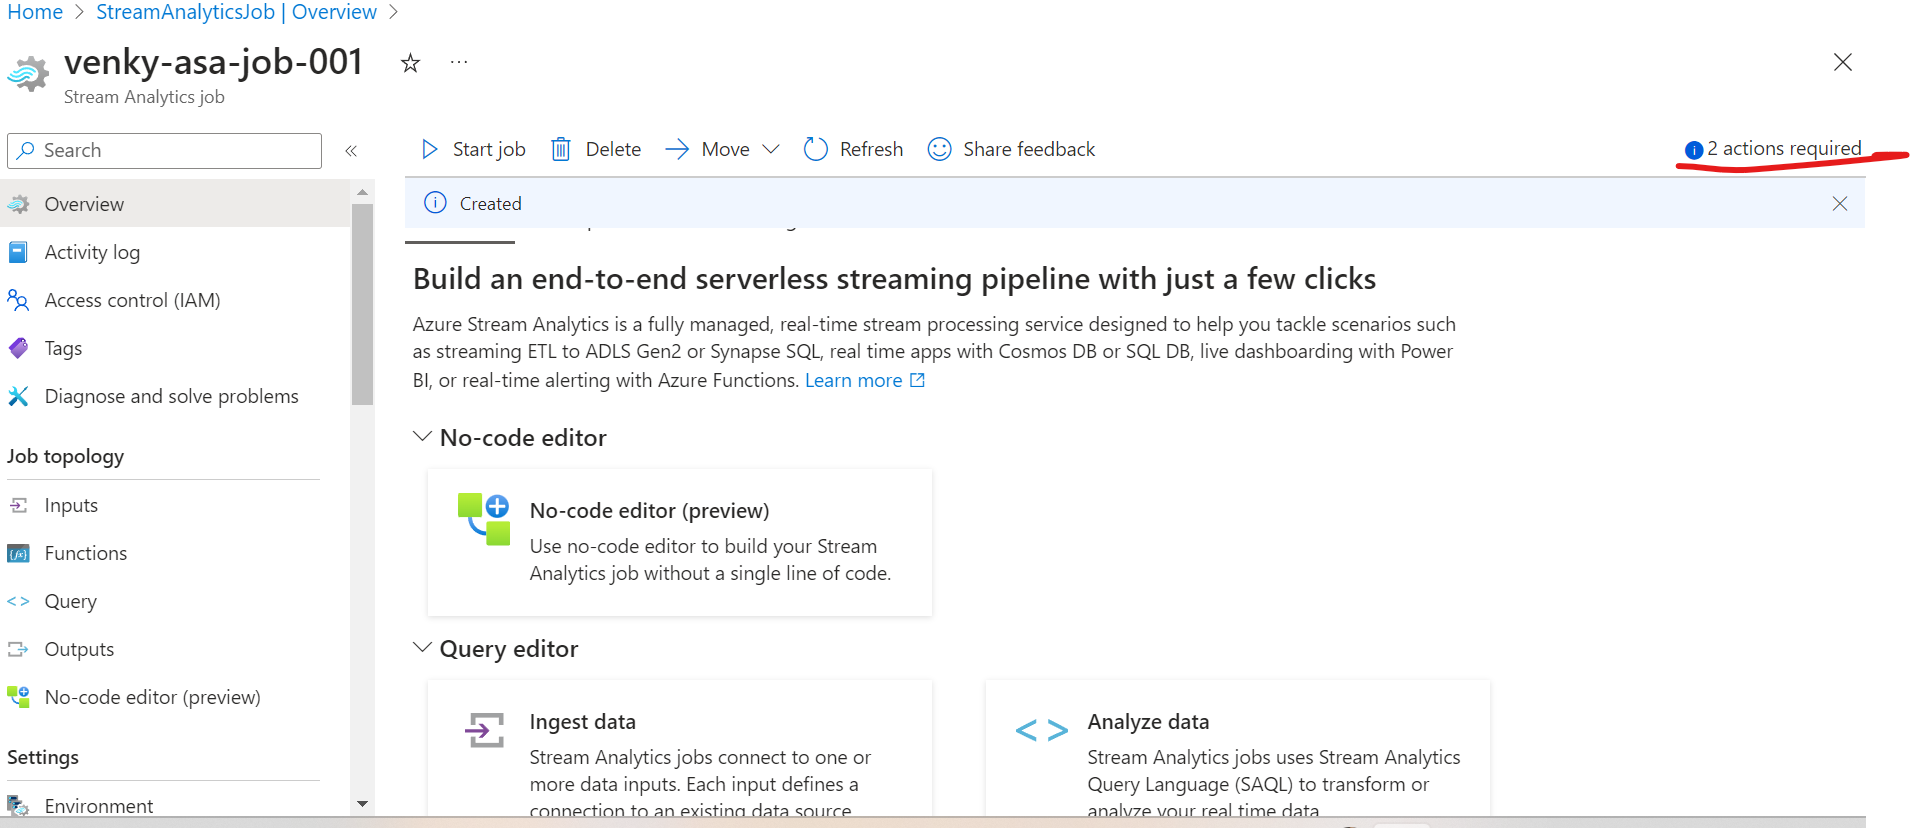 Home > StreamAnalyticsJob | Overview >
venky-asa-job-001
Stream Analytics job
Search
Overview
Activity log
Access control (IAM)
Tags
Diagnose and solve problems
Job topology
Inputs
Functions
Query
Outputs
No-code editor (preview)
Settings
Environment
Start job
Delete
Move
Refresh
Share feedback
2 actions required
Created
Build an end-to-end serverless streaming pipeline with just a few clicks
Azure Stream Analytics is a fully managed, real-time stream processing service designed to help you tackle scenarios such
as streaming ETL to ADLS Gen2 or Synapse SQL, real time apps with Cosmos DB or SQL DB, live dashboarding with Power
BI, or real-time alerting with Azure Functions. Learn more
No-code editor
No-code editor (preview)
Use no-code editor to build your Stream
Analytics job without a single line of code.
Query editor
Ingest data
Stream Analytics jobs connect to one or
more data inputs. Each input defines a
connection to an existing data source
Analyze data
Stream Analytics jobs uses Stream Analytics
Query Language (SAQL) to transform or
analyze your real time data